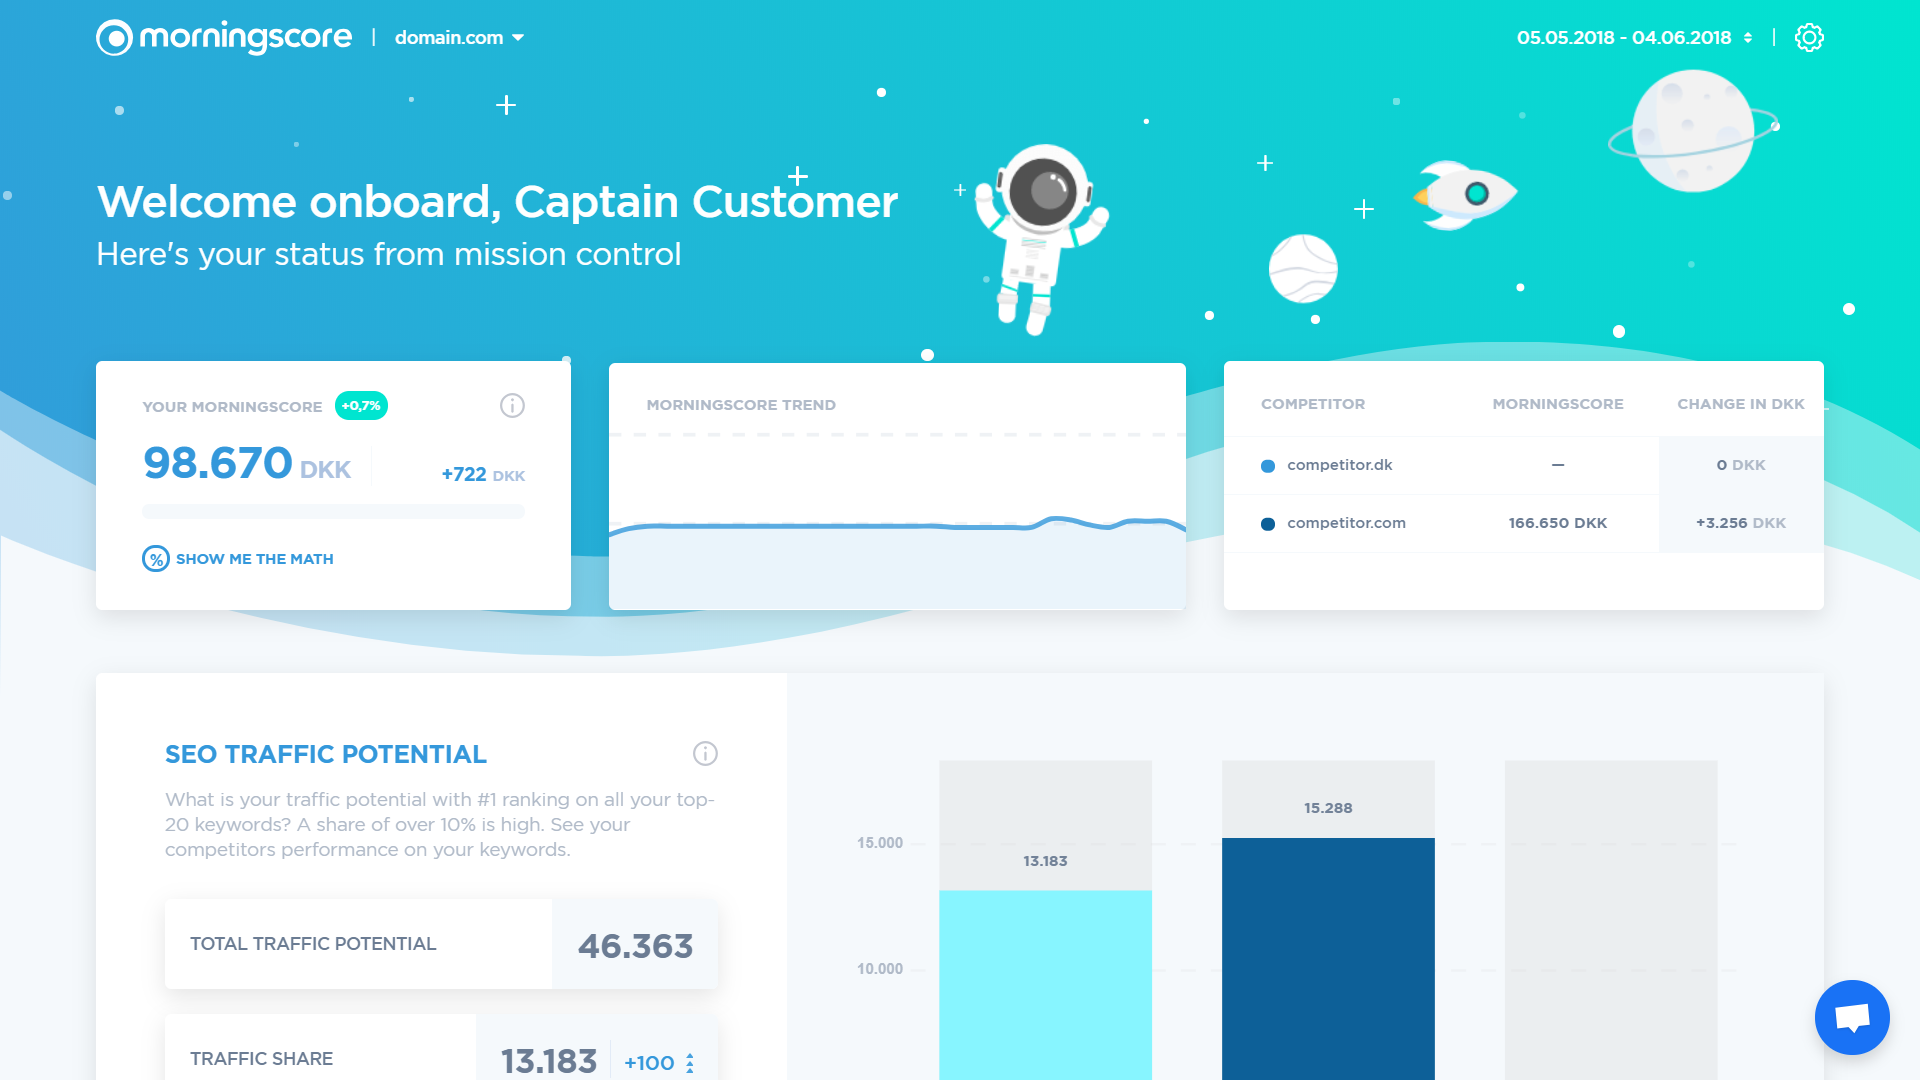 morningscore | domain.com
05.05.2018 - 04.06.2018 |
Welcome onboard, Captain Customer
Here's your status from mission control
YOUR MORNINGSCORE +0,7%
98.670 DKK
+722 DKK
% SHOW ME THE MATH
MORNINGSCORE TREND
COMPETITOR MORNINGSCORE CHANGE IN DKK
competitor.dk – 0 DKK
competitor.com 166.650 DKK +3.256 DKK
SEO TRAFFIC POTENTIAL
What is your traffic potential with #1 ranking on all your top-
20 keywords? A share of over 10% is high. See your
competitors performance on your keywords.
TOTAL TRAFFIC POTENTIAL 46.363
TRAFFIC SHARE 13.183 +100
15.288
15.000
13.183
10.000